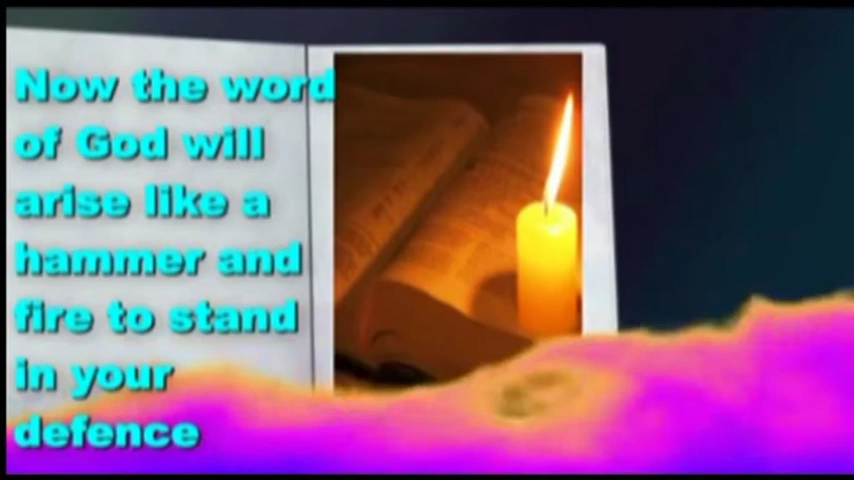 Now the word
of God will
arise like a
hammer and
fire to stand
in your
defence